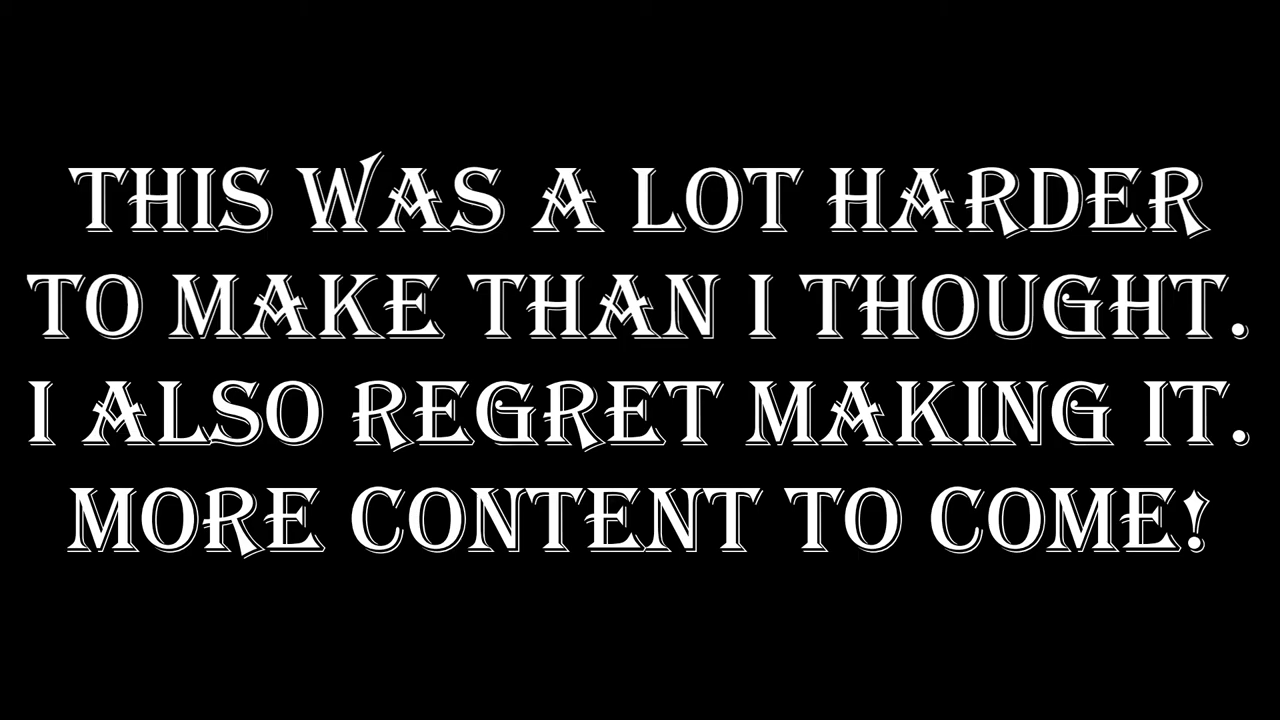 THIS WAS A LOT HARDER
TO MAKE THAN I THOUGHT.
I ALSO REGRET MAKING IT.
MORE CONTENT TO COME!